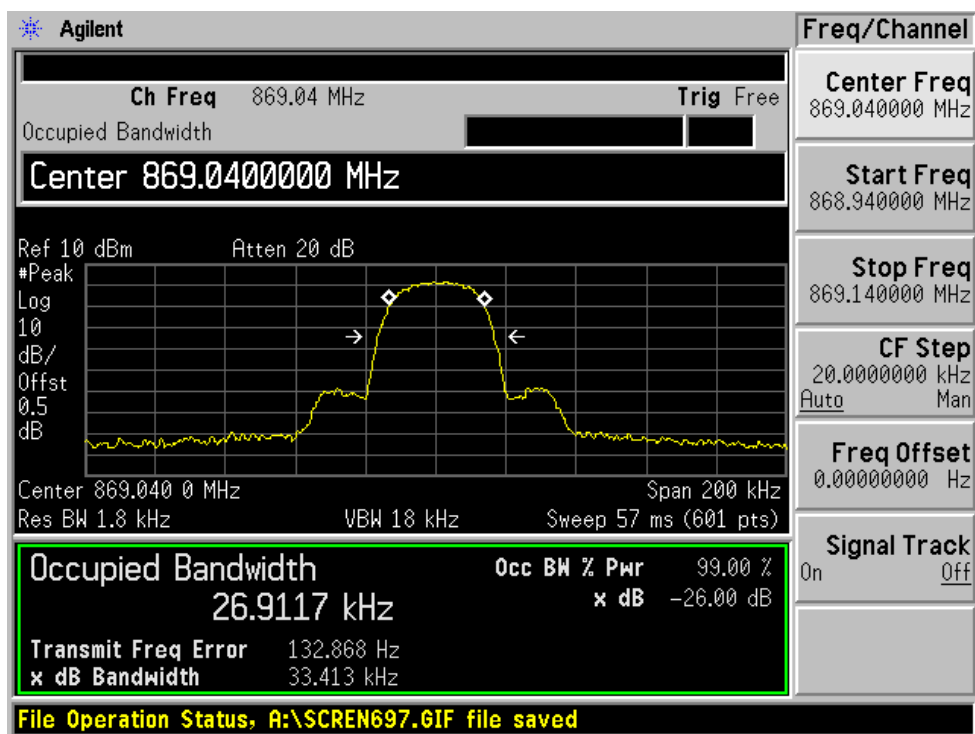 Agilent
Freq/Channel
Ch Freq 869.04 MHz Trig Free
Occupied Bandwidth
Center 869.0400000 MHz
Ref 10 dBm Atten 20 dB
#Peak
Log
10
dB/
Offst
0.5
dB
Center 869.040 0 MHz Span 200 kHz
Res BW 1.8 kHz VBW 18 kHz Sweep 57 ms (601 pts)
Occupied Bandwidth Occ BW % Pwr 99.00 %
26.9117 kHz x dB -26.00 dB
Transmit Freq Error 132.868 Hz
x dB Bandwidth 33.413 kHz
File Operation Status, A:\SCREN697.GIF file saved
Center Freq
869.040000 MHz
Start Freq
868.940000 MHz
Stop Freq
869.140000 MHz
CF Step
20.0000000 kHz
Auto Man
Freq Offset
0.00000000 Hz
Signal Track
On Off